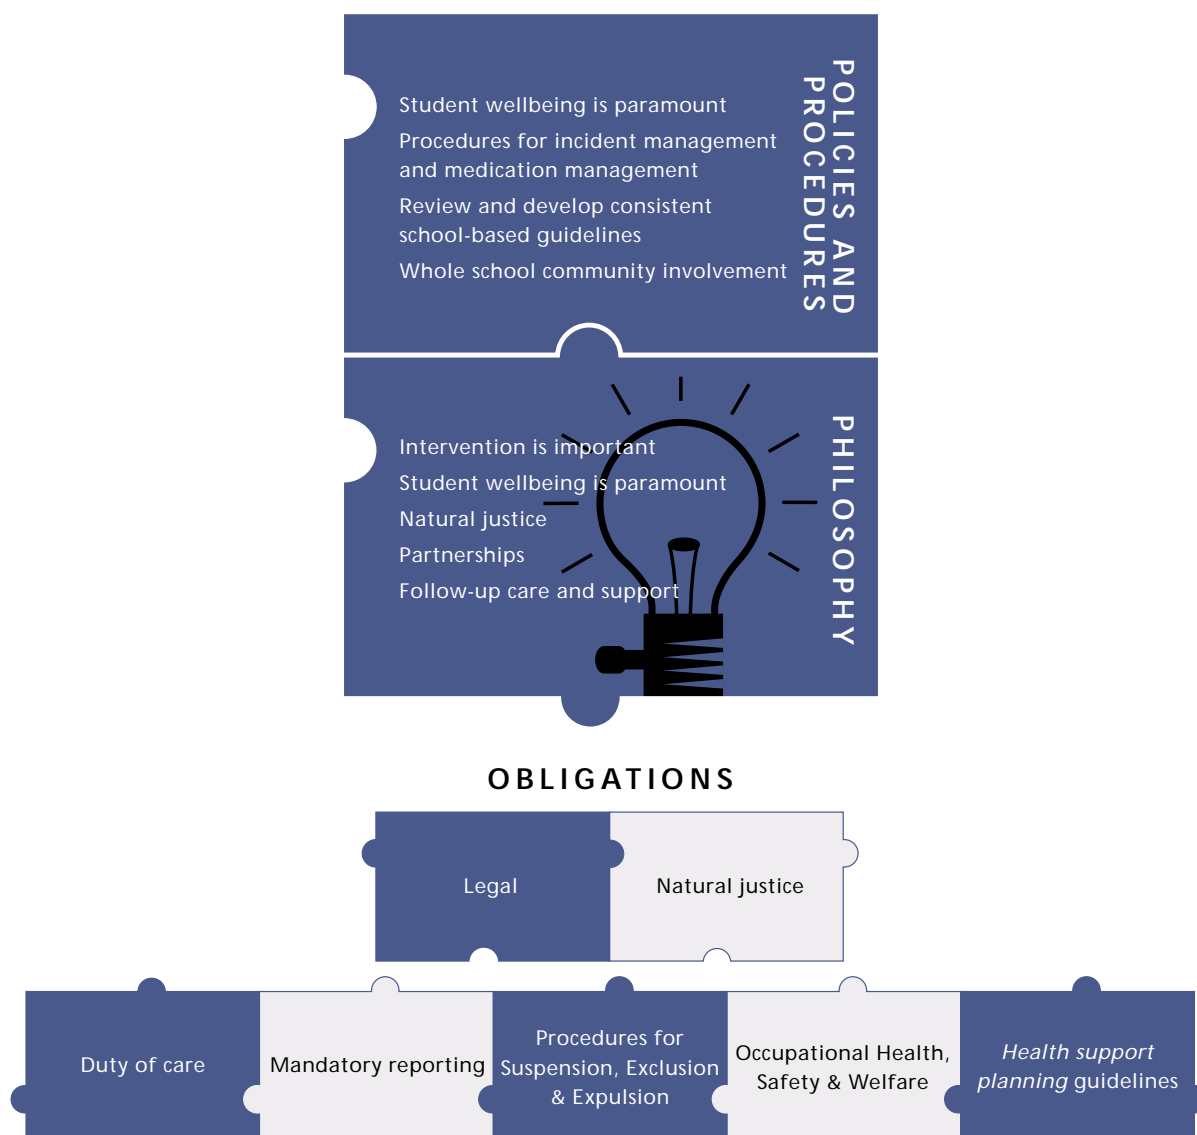 POLICIES AND
PROCEDURES
Student wellbeing is paramount
Procedures for incident management
and medication management
Review and develop consistent
school-based guidelines
Whole school community involvement
PHILOSOPHY
Intervention is important
Student wellbeing is paramount
Natural justice
Partnerships
Follow-up care and support
OBLIGATIONS
Legal
Natural justice
Duty of care
Mandatory reporting
Procedures for
Suspension, Exclusion
& Expulsion
Occupational Health,
Safety & Welfare
Health support
planning guidelines